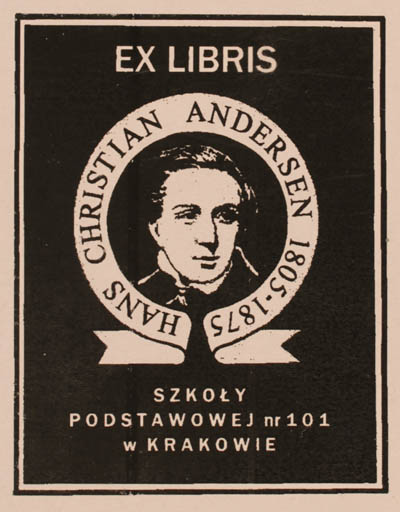 EX LIBRIS
HANS CHRISTIAN ANDERSEN 1805-1875
SZKOŁY
PODSTAWOWEJ nr 101
w KRAKOWIE